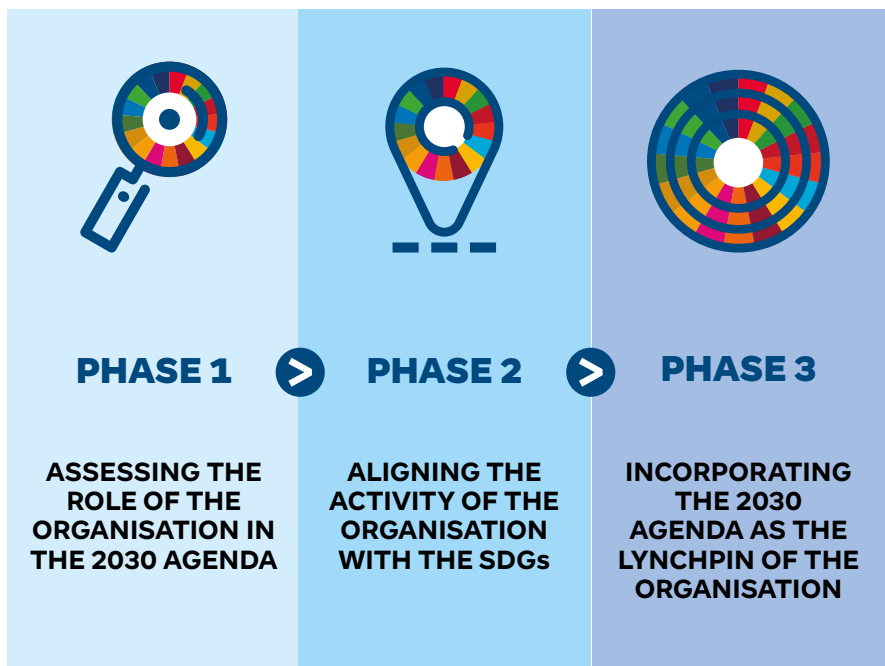 PHASE 1
>
PHASE 2
>
PHASE 3
ASSESSING THE
ROLE OF THE
ORGANISATION IN
THE 2030 AGENDA
ALIGNING THE
ACTIVITY OF THE
ORGANISATION
WITH THE SDGs
INCORPORATING
THE 2030
AGENDA AS THE
LYNCHPIN OF THE
ORGANISATION